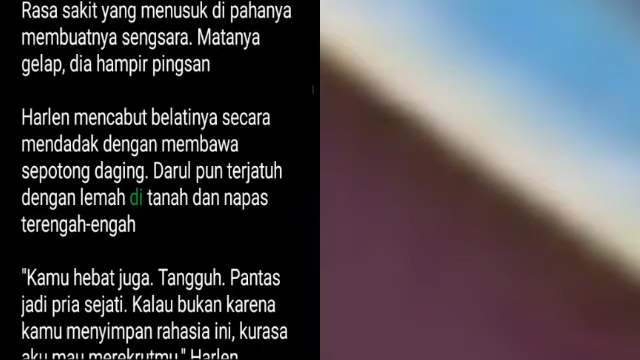 Rasa sakit yang menusuk di pahanya
membuatnya sengsara. Matanya
gelap, dia hampir pingsan
Harlen mencabut belatinya secara
mendadak dengan membawa
sepotong daging. Darul pun terjatuh
dengan lemah di tanah dan napas
terengah-engah
"Kamu hebat juga. Tangguh. Pantas
jadi pria sejati. Kalau bukan karena
kamu menyimpan rahasia ini, kurasa
aku mau merekrutmu," Harlen